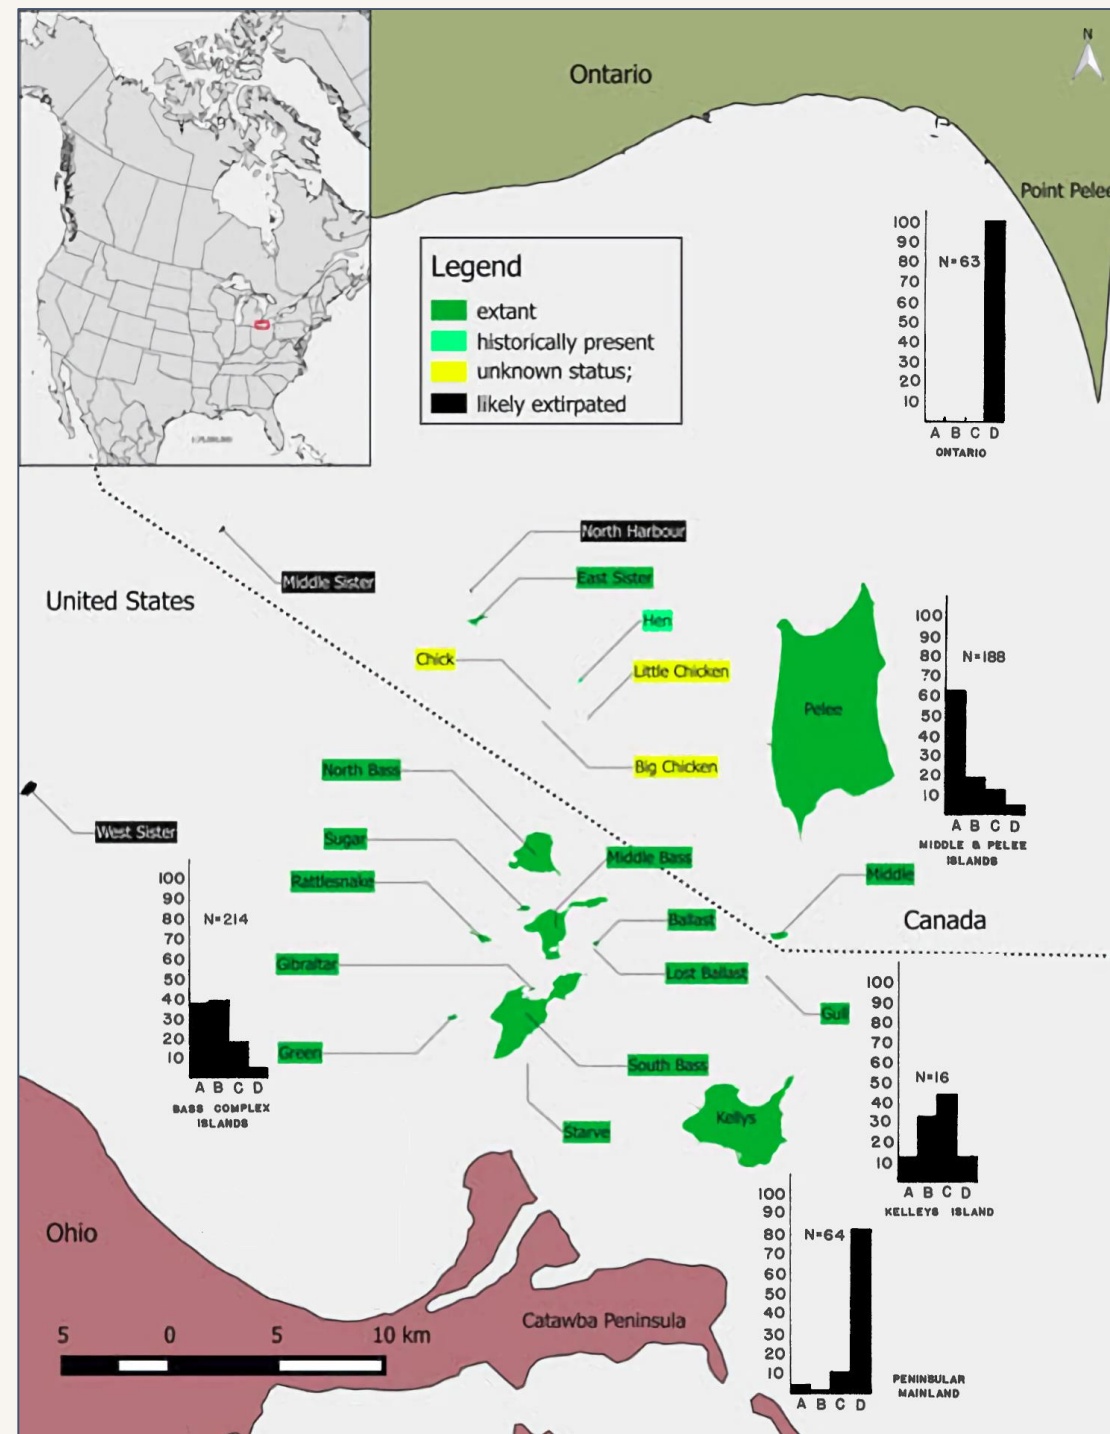 N
Ontario
Point Pelee
Legend
extant
historically present
unknown status;
likely extirpated
100
90
80
70
60
50
40
30
20
10
N=63
A B C D
ONTARIO
North Harbour
Middle Sister
East Sister
United States
Hen
Chick
Little Chicken
Big Chicken
Pelee
100
90
80
70
60
50
40
30
20
10
N=188
A B C D
MIDDLE & PELEE
ISLANDS
North Bass
West Sister
Sugar
Middle Bass
Rattlesnake
Middle
Ballast
Canada
Gibraltar
Lost Ballast
Gull
Green
South Bass
Starve
Kellys
100
90
80
70
60
50
40
30
20
10
N=214
A B C D
BASS COMPLEX
ISLANDS
100
90
80
70
60
50
40
30
20
10
N=16
A B C D
KELLEYS ISLAND
100
90
80
70
60
50
40
30
20
10
N=64
A B C D
PENINSULAR
MAINLAND
Ohio
Catawba Peninsula
5 0 5 10 km